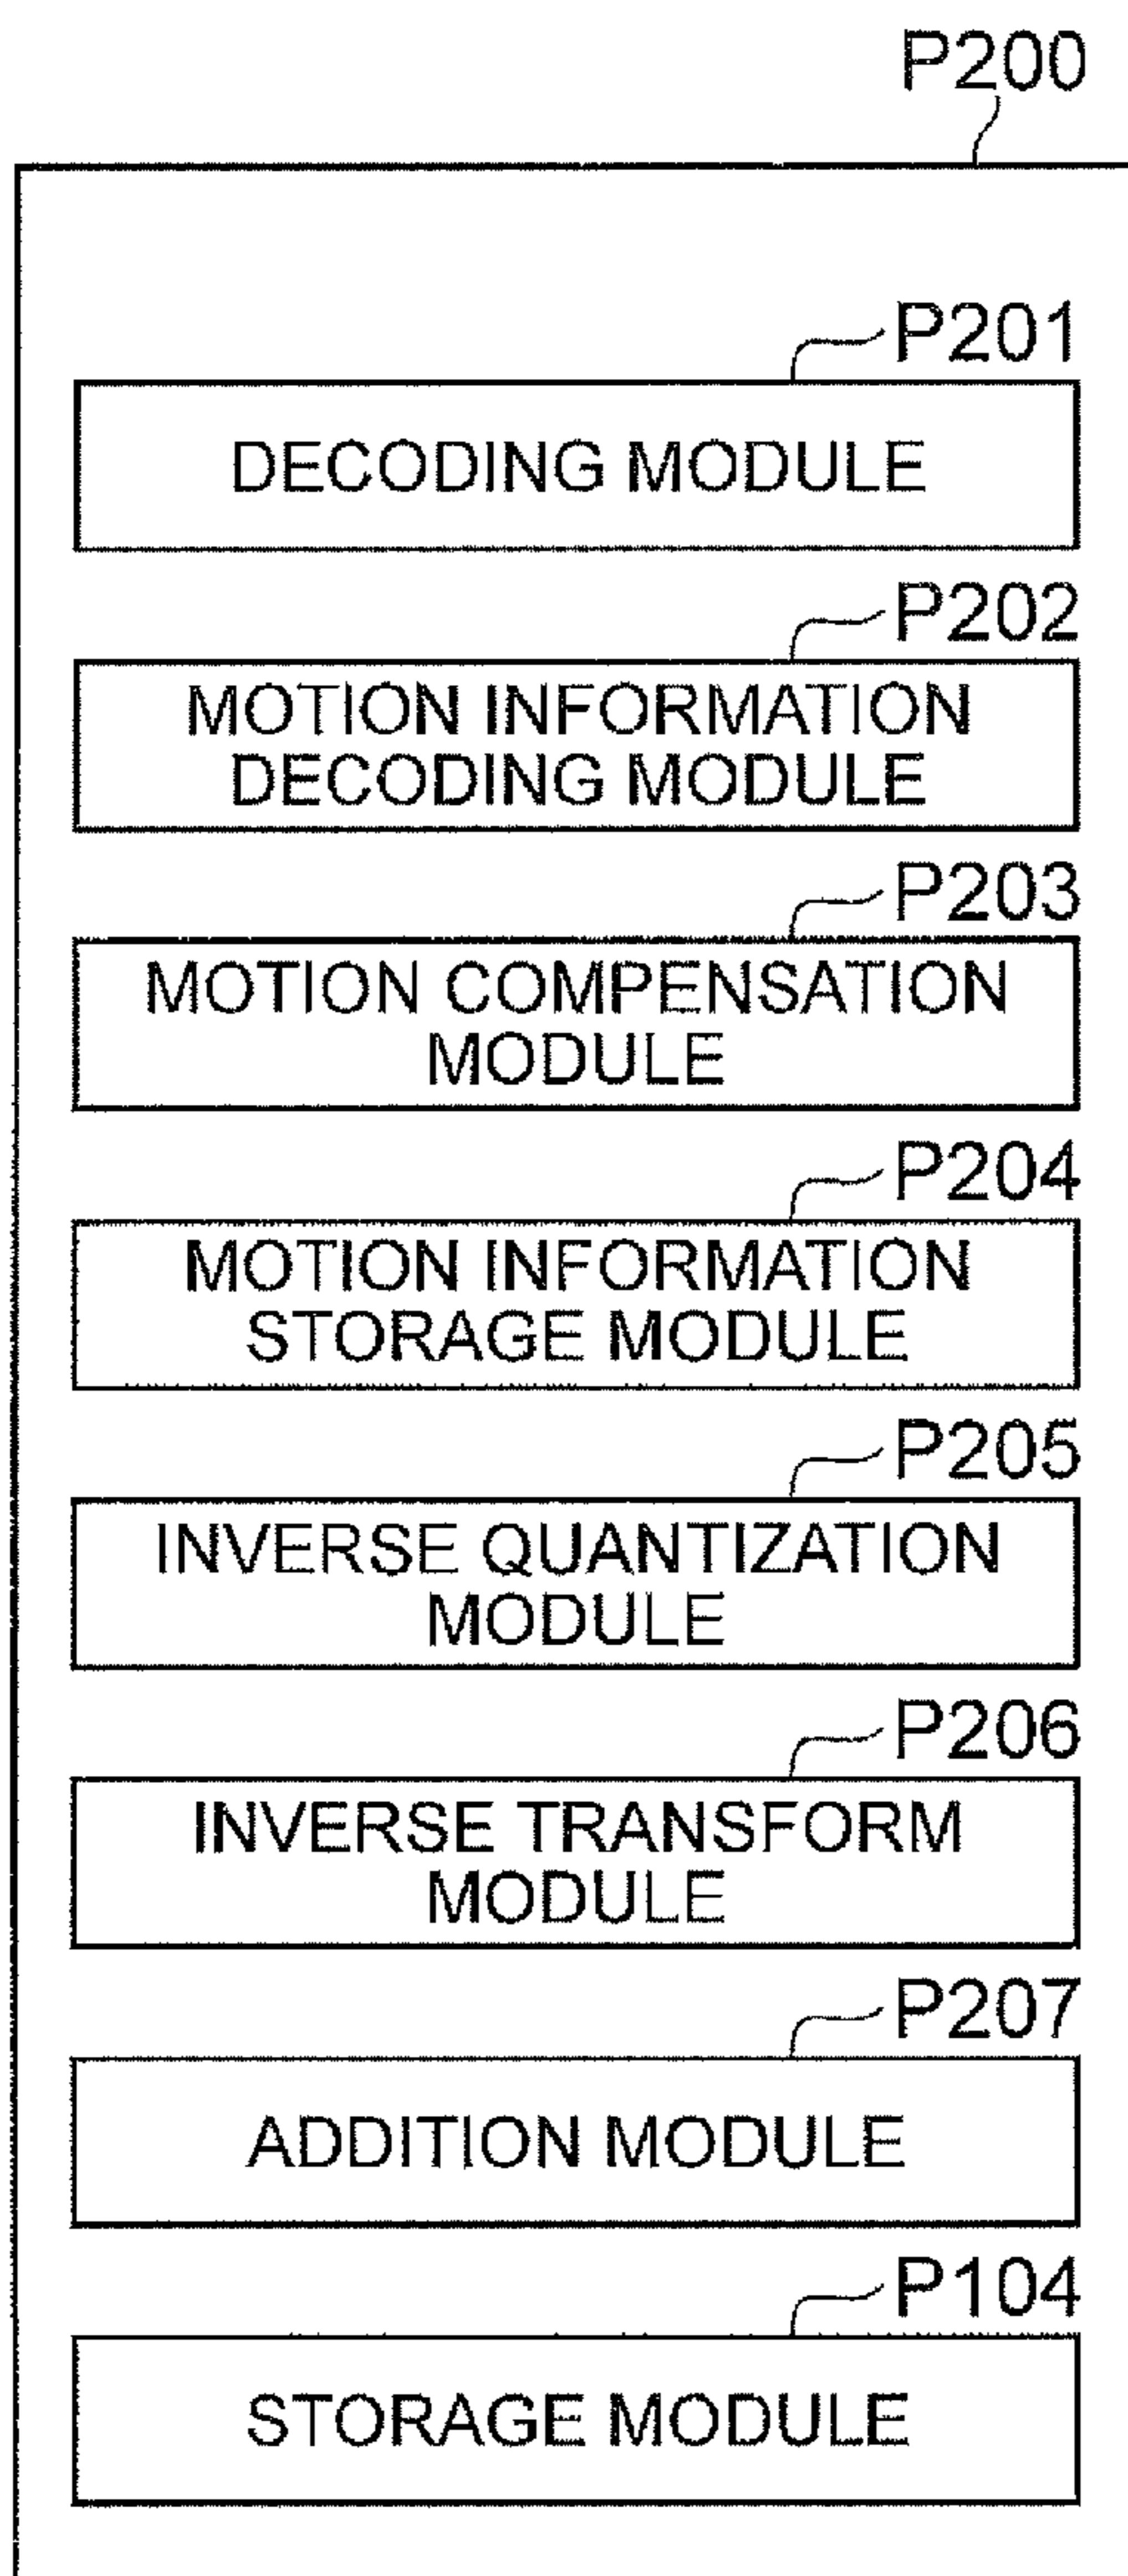 P200
P201
DECODING MODULE
P202
MOTION INFORMATION
DECODING MODULE
P203
MOTION COMPENSATION
MODULE
P204
MOTION INFORMATION
STORAGE MODULE
P205
INVERSE QUANTIZATION
MODULE
P206
INVERSE TRANSFORM
MODULE
P207
ADDITION MODULE
P104
STORAGE MODULE